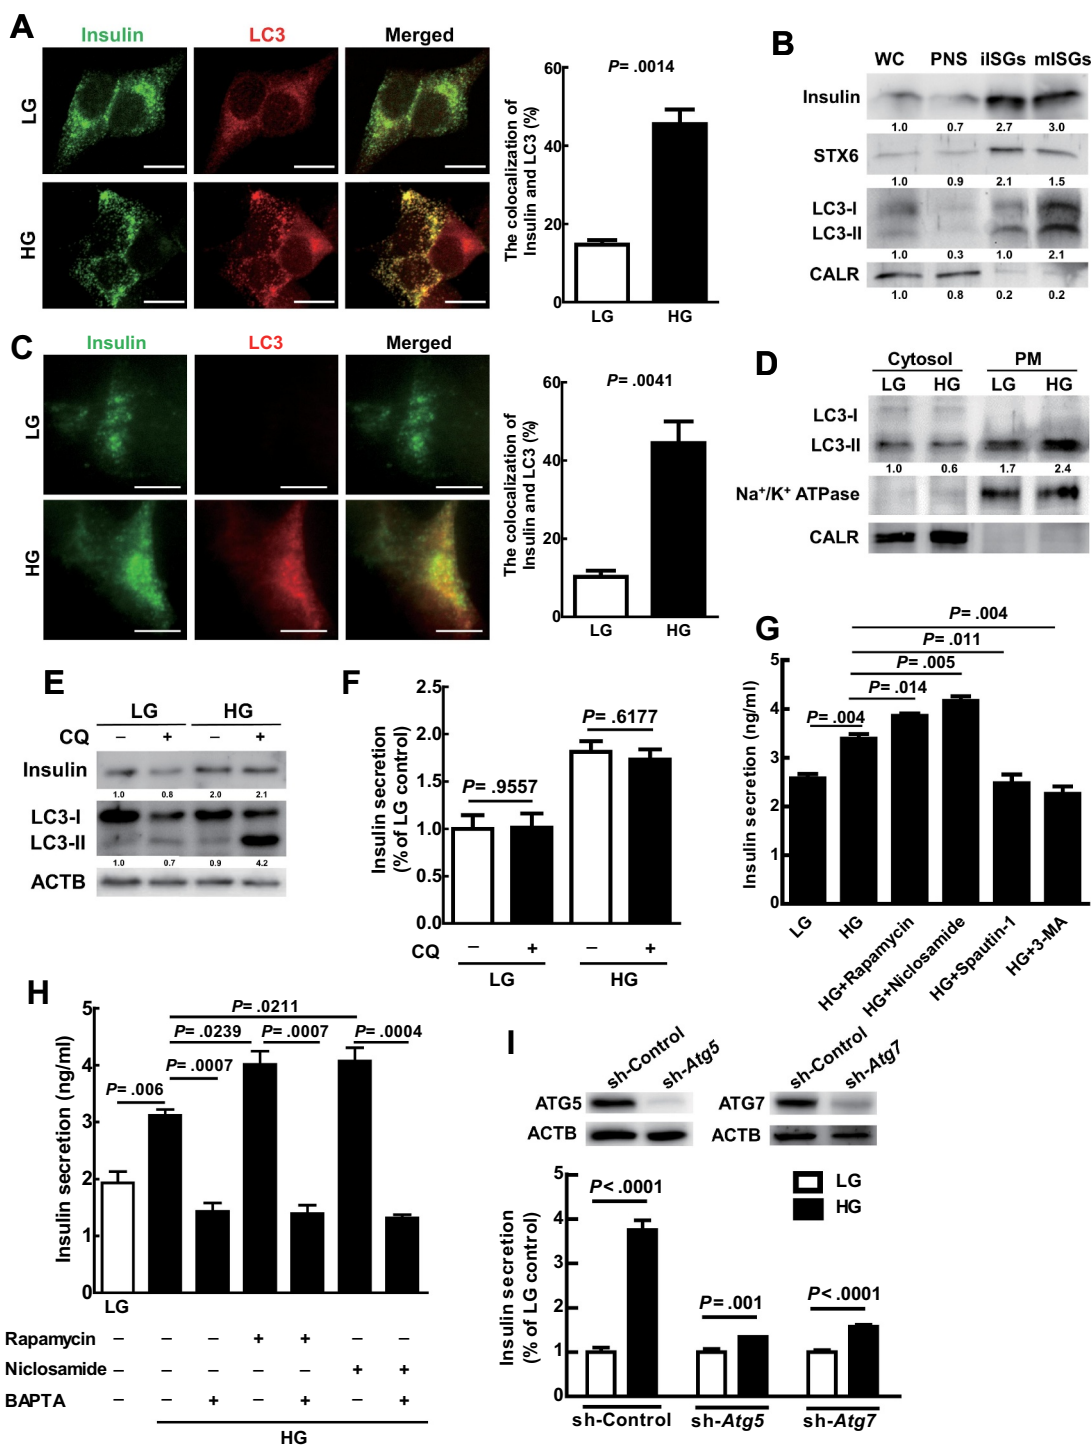 A
Insulin LC3 Merged
LG
HG
The colocalization of
Insulin and LC3 (%)
P= .0014
60
40
20
0
LG HG
B
WC PNS iISGs mISGs
Insulin
1.0 0.7 2.7 3.0
STX6
1.0 0.9 2.1 1.5
LC3-I
LC3-II
1.0 0.3 1.0 2.1
CALR
1.0 0.8 0.2 0.2
C
Insulin LC3 Merged
LG
HG
The colocalization of
Insulin and LC3 (%)
P= .0041
60
40
20
0
LG HG
D
Cytosol PM
LG HG LG HG
LC3-I
LC3-II
1.0 0.6 1.7 2.4
Na+/K+ ATPase
CALR
E
LG HG
CQ – + – +
Insulin
1.0 0.8 2.0 2.1
LC3-I
LC3-II
1.0 0.7 0.9 4.2
ACTB
F
Insulin secretion
(% of LG control)
2.5
2.0
1.5
1.0
0.5
0.0
P= .9557
P= .6177
CQ – + – +
LG HG
G
Insulin secretion (ng/ml)
5
4
3
2
1
0
P= .004
P= .011
P= .005
P= .014
P= .004
LG
HG
HG+Rapamycin
HG+Niclosamide
HG+Spautin-1
HG+3-MA
H
Insulin secretion (ng/ml)
5
4
3
2
1
0
P= .0211
P= .0239 P= .0007 P= .0004
P= .0007
P= .006
LG
Rapamycin – – – + + – –
Niclosamide – – – – – + +
BAPTA – – + – + – +
HG
I
sh-Control sh-Atg5
ATG5
ACTB
sh-Control sh-Atg7
ATG7
ACTB
Insulin secretion
(% of LG control)
5
4
3
2
1
0
LG
HG
P< .0001
P= .001
P< .0001
sh-Control sh-Atg5 sh-Atg7